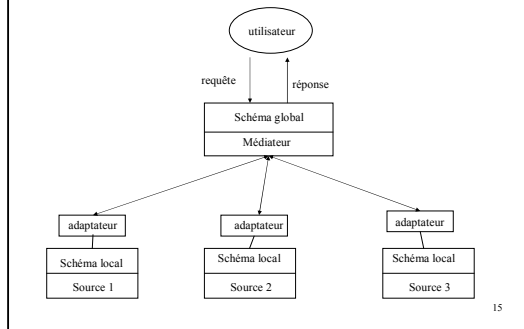 utilisateur
requête
réponse
Schéma global
Médiateur
adaptateur
adaptateur
adaptateur
Schéma local
Schéma local
Schéma local
Source 1
Source 2
Source 3
15